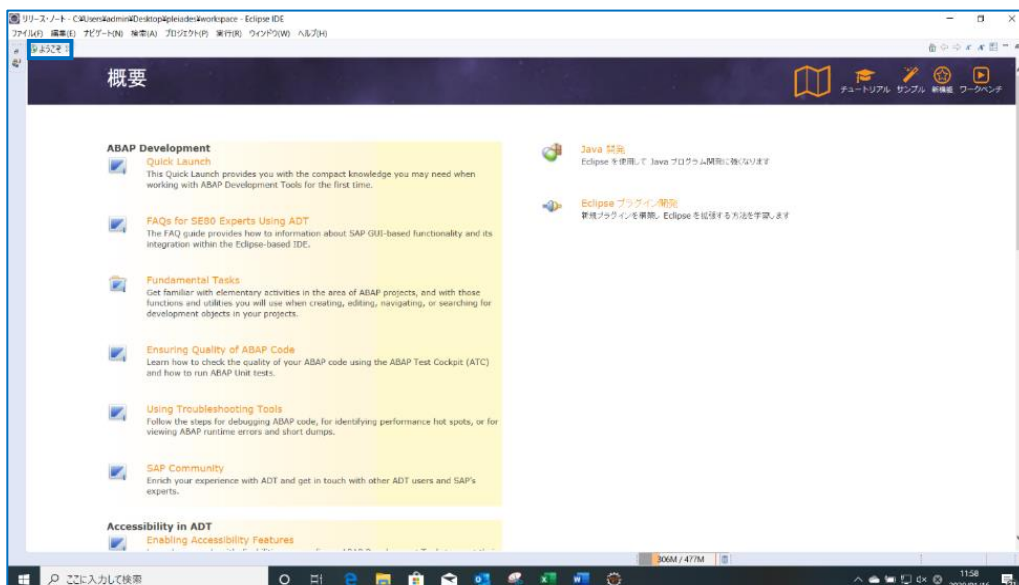 リリース・ノート - C:¥Users¥admin¥Desktop¥pleiades¥workspace - Eclipse IDE
ファイル(F) 編集(E) ナビゲート(N) 検索(A) プロジェクト(P) 実行(R) ウインドウ(W) ヘルプ(H)
ようこそ
概要
チュートリアル サンプル 新機能 ワークベンチ
ABAP Development
Quick Launch
This Quick Launch provides you with the compact knowledge you may need when
working with ABAP Development Tools for the first time.
FAQs for SE80 Experts Using ADT
The FAQ guide provides how to information about SAP GUI-based functionality and its
integration within the Eclipse-based IDE.
Fundamental Tasks
Get familiar with elementary activities in the area of ABAP projects, and with those
functions and utilities you will use when creating, editing, navigating, or searching for
development objects in your projects.
Ensuring Quality of ABAP Code
Learn how to check the quality of your ABAP code using the ABAP Test Cockpit (ATC)
and how to run ABAP Unit tests.
Using Troubleshooting Tools
Follow the steps for debugging ABAP code, for identifying performance hot spots, or for
viewing ABAP runtime errors and short dumps.
SAP Community
Enrich your experience with ADT and get in touch with other ADT users and SAP's
experts.
Accessibility in ADT
Enabling Accessibility Features
Java 開発
Eclipse を使用して Java プログラム開発に強くなります
Eclipse プラグイン開発
新規プラグインを構築し Eclipse を拡張する方法を学習します
306M / 477M
ここに入力して検索
11:58